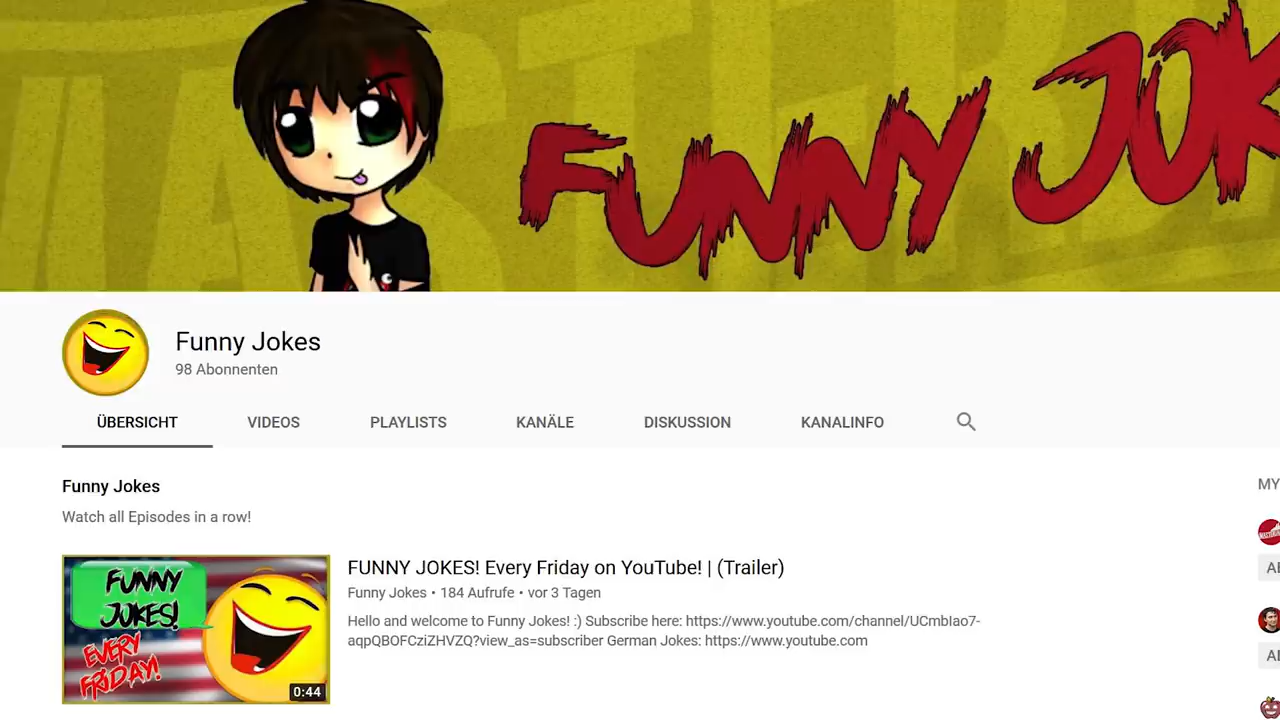 FUNNY JOK
Funny Jokes
98 Abonnenten
ÜBERSICHT VIDEOS PLAYLISTS KANÄLE DISKUSSION KANALINFO
Funny Jokes
Watch all Episodes in a row!
MY
FUNNY
JOKES!
EVERY
FRIDAY!
0:44
FUNNY JOKES! Every Friday on YouTube! | (Trailer)
Funny Jokes • 184 Aufrufe • vor 3 Tagen
Hello and welcome to Funny Jokes! :) Subscribe here: https://www.youtube.com/channel/UCmbIao7-
aqpQBOFCziZHVZQ?view_as=subscriber German Jokes: https://www.youtube.com